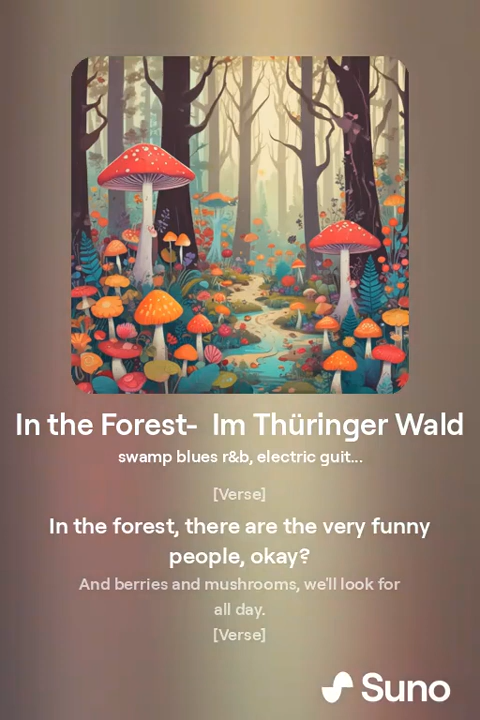 In the Forest-  Im Thüringer Wald
swamp blues r&b, electric guit...
[Verse]
In the forest, there are the very funny
people, okay?
And berries and mushrooms, we'll look for
all day.
[Verse]
Suno